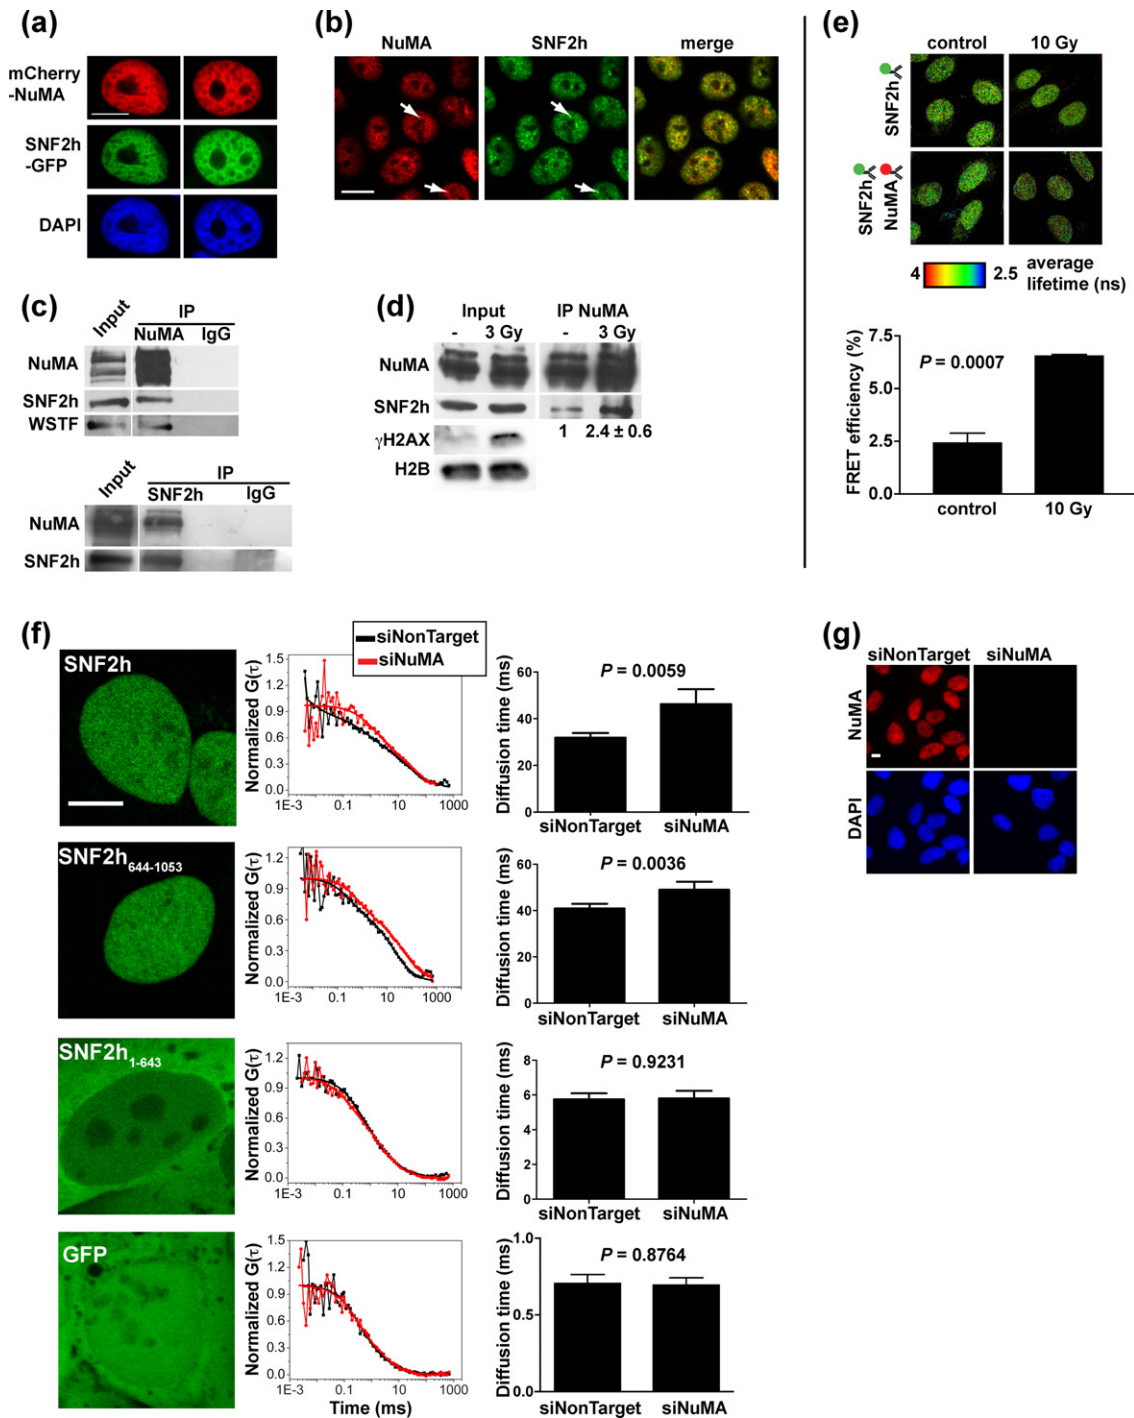 (a)
mCherry
-NuMA
SNF2h
-GFP
DAPI
(b)
NuMA SNF2h merge
(c)
Input IP
NuMA IgG
NuMA
SNF2h
WSTF
Input IP
SNF2h IgG
NuMA
SNF2h
(d)
Input IP NuMA
- 3 Gy - 3 Gy
NuMA
SNF2h
1 2.4 ± 0.6
γH2AX
H2B
(e)
control 10 Gy
SNF2h
SNF2h
NuMA
4 2.5 average
lifetime (ns)
FRET efficiency (%)
7.5
5.0
2.5
0.0
P = 0.0007
control 10 Gy
(f)
siNonTarget
siNuMA
SNF2h
Normalized G(τ)
1.5
1.2
0.9
0.6
0.3
0.0
1E-3 0.1 10 1000
Diffusion time (ms)
60
40
20
0
P = 0.0059
siNonTarget siNuMA
SNF2h644-1053
Normalized G(τ)
1.2
0.9
0.6
0.3
0.0
1E-3 0.1 10 1000
Diffusion time (ms)
60
40
20
0
P = 0.0036
siNonTarget siNuMA
SNF2h1-643
Normalized G(τ)
1.2
0.9
0.6
0.3
0.0
1E-3 0.1 10 1000
Diffusion time (ms)
8
6
4
2
0
P = 0.9231
siNonTarget siNuMA
GFP
Normalized G(τ)
1.5
1.2
0.9
0.6
0.3
0.0
1E-3 0.1 10 1000
Time (ms)
Diffusion time (ms)
1.0
0.5
0.0
P = 0.8764
siNonTarget siNuMA
(g)
siNonTarget siNuMA
NuMA
DAPI